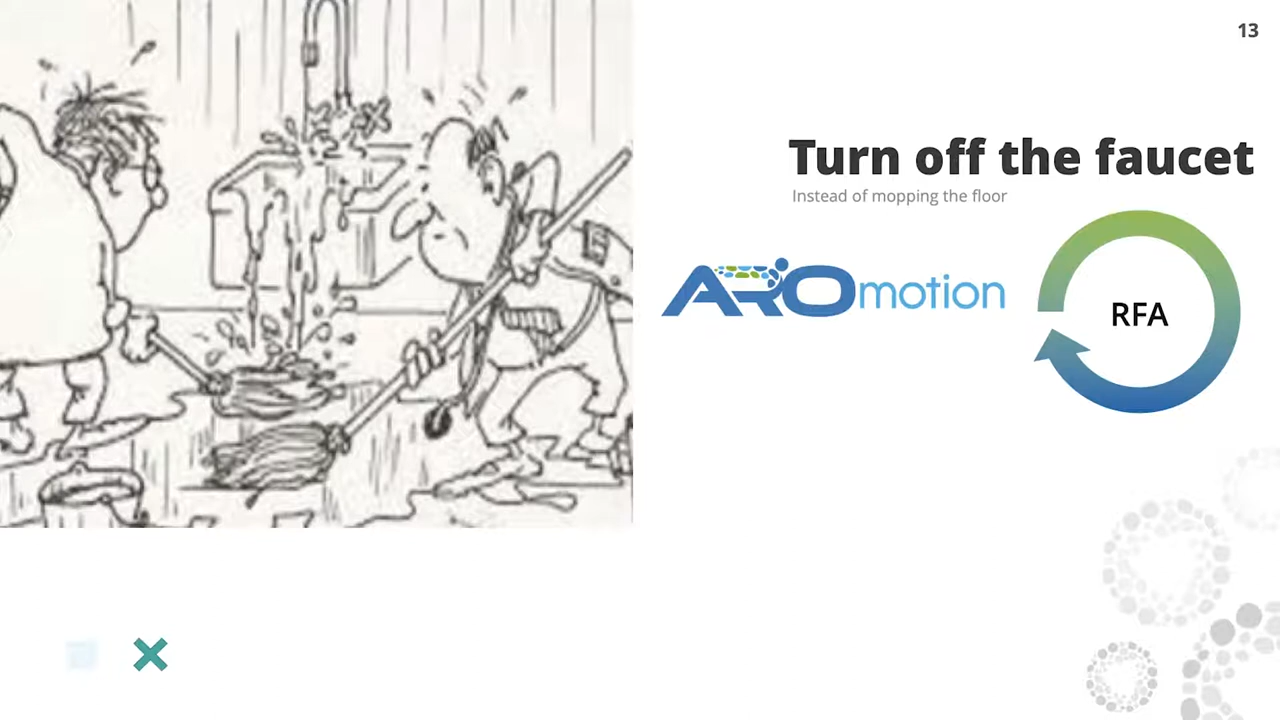 13
Turn off the faucet
Instead of mopping the floor
AROmotion
RFA